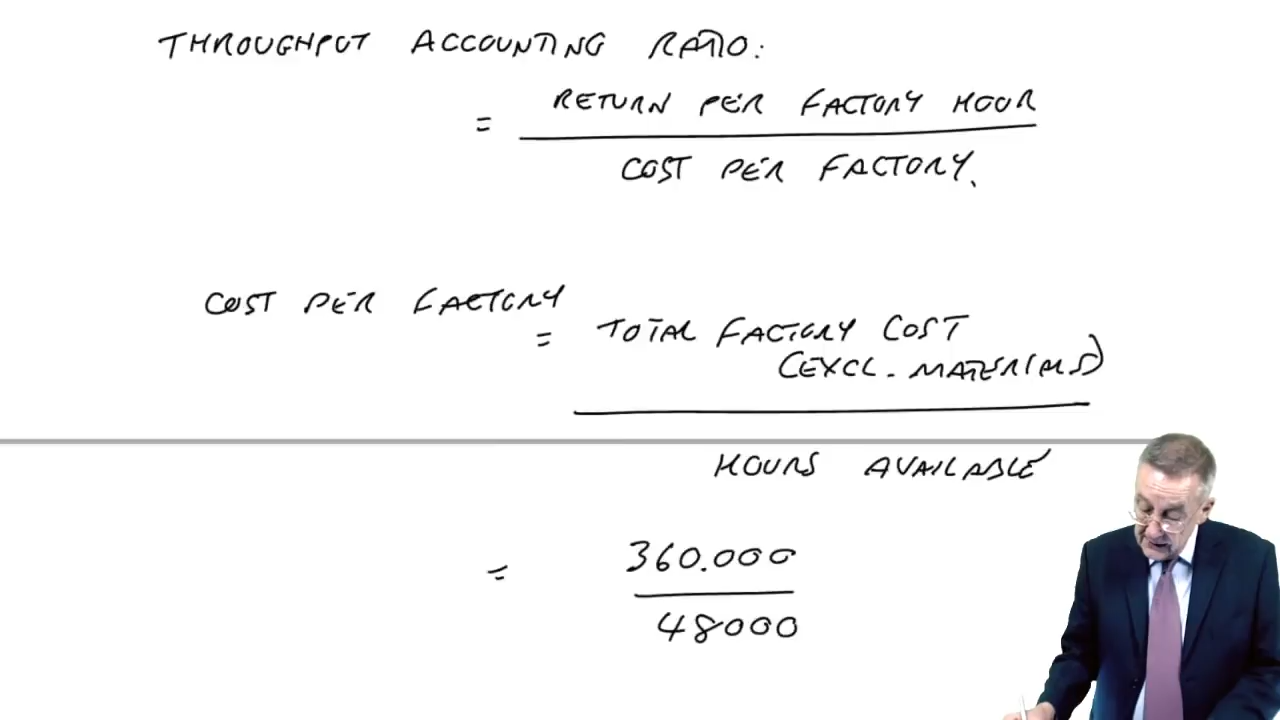 THROUGHPUT ACCOUNTING RATIO:
= RETURN PER FACTORY HOUR
COST PER FACTORY.
COST PER FACTORY
= TOTAL FACTORY COST
(EXCL. MATERIALS)
HOURS AVAILABLE
= 360.000
48000